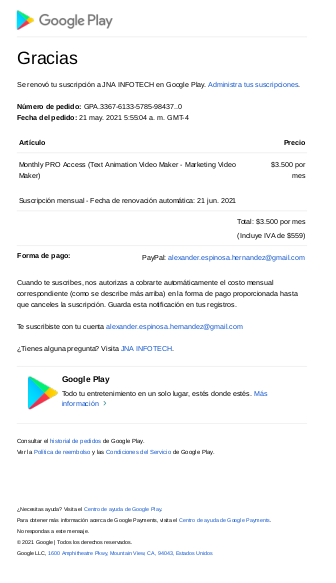 Google Play
Gracias
Se renovó tu suscripción a JNA INFOTECH en Google Play. Administra tus suscripciones.
Número de pedido: GPA.3367-6133-5785-98437..0
Fecha del pedido: 21 may. 2021 5:55:04 a. m. GMT-4
Artículo Precio
Monthly PRO Access (Text Animation Video Maker - Marketing Video $3.500 por
Maker) mes
Suscripción mensual - Fecha de renovación automática: 21 jun. 2021
Total: $3.500 por mes
(Incluye IVA de $559)
Forma de pago: PayPal: alexander.espinosa.hernandez@gmail.com
Cuando te suscribes, nos autorizas a cobrarte automáticamente el costo mensual
correspondiente (como se describe más arriba) en la forma de pago proporcionada hasta
que canceles la suscripción. Guarda esta notificación en tus registros.
Te suscribiste con tu cuenta alexander.espinosa.hernandez@gmail.com
¿Tienes alguna pregunta? Visita JNA INFOTECH.
Google Play
Todo tu entretenimiento en un solo lugar, estés donde estés. Más
información >
Consultar el historial de pedidos de Google Play.
Ver la Política de reembolso y las Condiciones del Servicio de Google Play.
¿Necesitas ayuda? Visita el Centro de ayuda de Google Play.
Para obtener más información acerca de Google Payments, visita el Centro de ayuda de Google Payments.
No respondas a este mensaje.
© 2021 Google | Todos los derechos reservados.
Google LLC, 1600 Amphitheatre Pkwy, Mountain View, CA, 94043, Estados Unidos